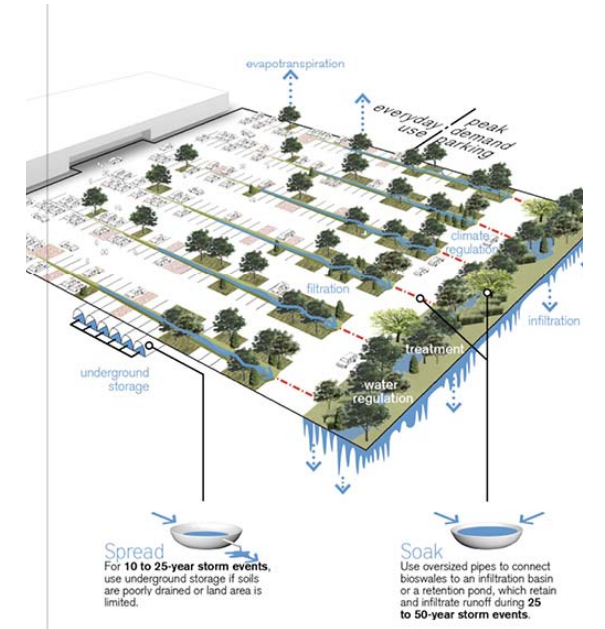 evapotranspiration
everyday use
peak demand parking
climate regulation
filtration
infiltration
treatment
water regulation
underground storage
Spread
For 10 to 25-year storm events,
use underground storage if soils
are poorly drained or land area is
limited.
Soak
Use oversized pipes to connect
bioswales to an infiltration basin
or a retention pond, which retain
and infiltrate runoff during 25
to 50-year storm events.